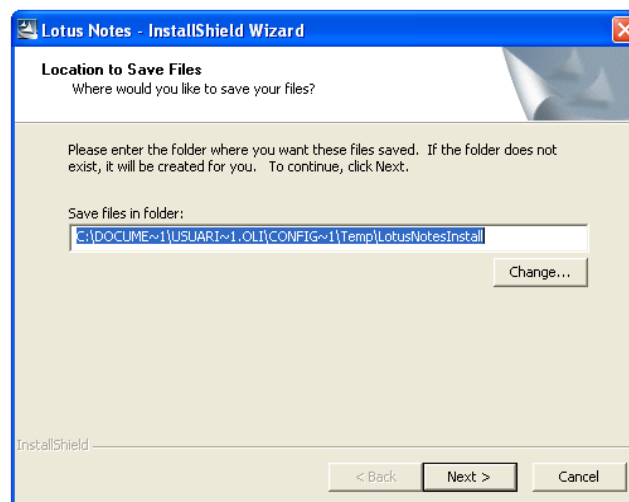 Lotus Notes - InstallShield Wizard
Location to Save Files
Where would you like to save your files?
Please enter the folder where you want these files saved.  If the folder does not
exist, it will be created for you.   To continue, click Next.
Save files in folder:
C:\DOCUME~1\USUARI~1.OLI\CONFIG~1\Temp\LotusNotesInstall
Change...
InstallShield
< Back
Next >
Cancel